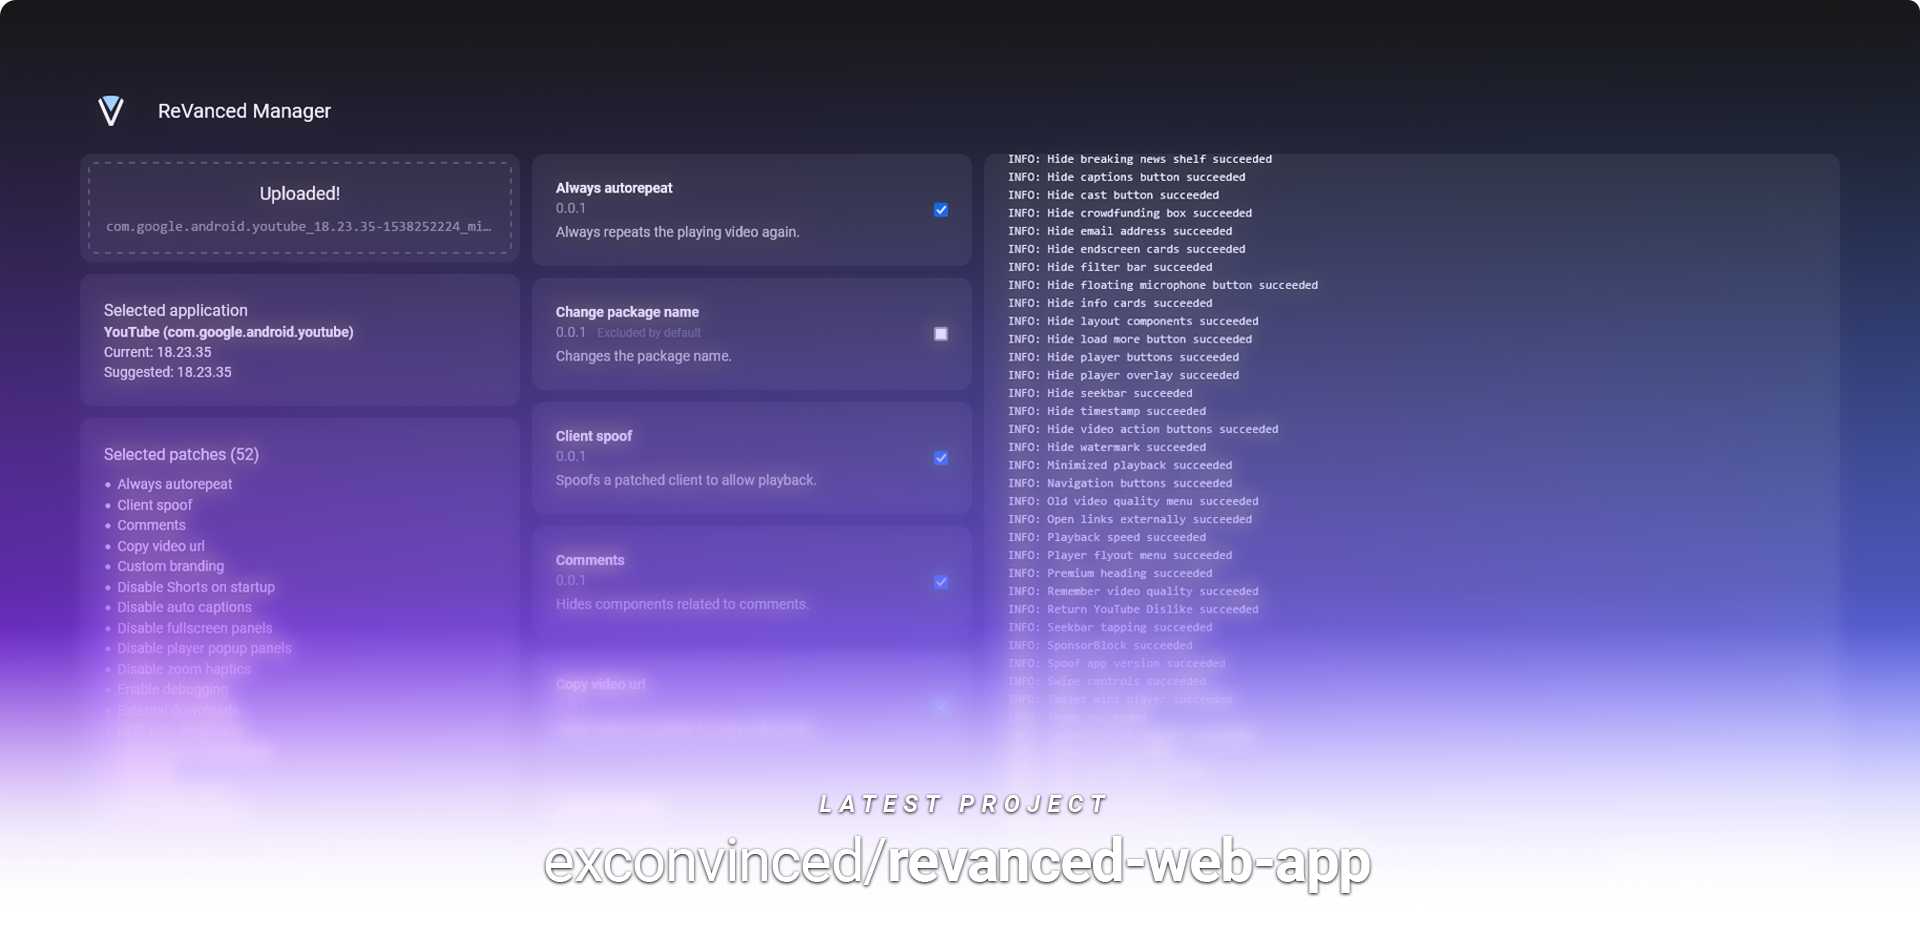 ReVanced Manager
Uploaded!
com.google.android.youtube_18.23.35-1538252224_mi…
Selected application
YouTube (com.google.android.youtube)
Current: 18.23.35
Suggested: 18.23.35
Selected patches (52)
• Always autorepeat
• Client spoof
• Comments
• Copy video url
• Custom branding
• Disable Shorts on startup
• Disable auto captions
• Disable fullscreen panels
• Disable player popup panels
• Disable zoom haptics
• Enable debugging
• External downloads
Always autorepeat
0.0.1
Always repeats the playing video again.
Change package name
0.0.1 Excluded by default
Changes the package name.
Client spoof
0.0.1
Spoofs a patched client to allow playback.
Comments
0.0.1
Hides components related to comments.
Copy video url
INFO: Hide breaking news shelf succeeded
INFO: Hide captions button succeeded
INFO: Hide cast button succeeded
INFO: Hide crowdfunding box succeeded
INFO: Hide email address succeeded
INFO: Hide endscreen cards succeeded
INFO: Hide filter bar succeeded
INFO: Hide floating microphone button succeeded
INFO: Hide info cards succeeded
INFO: Hide layout components succeeded
INFO: Hide load more button succeeded
INFO: Hide player buttons succeeded
INFO: Hide player overlay succeeded
INFO: Hide seekbar succeeded
INFO: Hide timestamp succeeded
INFO: Hide video action buttons succeeded
INFO: Hide watermark succeeded
INFO: Minimized playback succeeded
INFO: Navigation buttons succeeded
INFO: Old video quality menu succeeded
INFO: Open links externally succeeded
INFO: Playback speed succeeded
INFO: Player flyout menu succeeded
INFO: Premium heading succeeded
INFO: Remember video quality succeeded
INFO: Return YouTube Dislike succeeded
INFO: Seekbar tapping succeeded
INFO: SponsorBlock succeeded
INFO: Spoof app version succeeded
INFO: Swipe controls succeeded
INFO: Tablet mini player succeeded
INFO: Theme succeeded
LATEST PROJECT
exconvinced/revanced-web-app